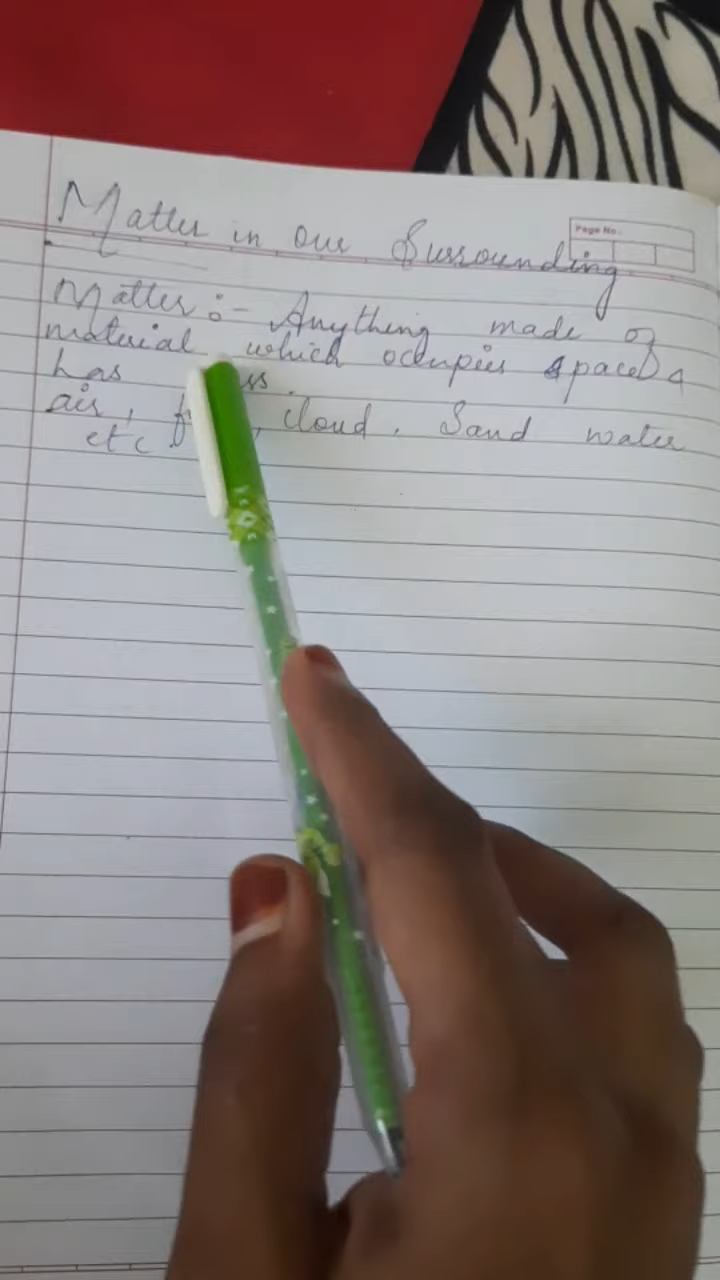 Page No.
Matter in our Surrounding
Matter :- Anything made of
material which occupies space &
has
air, cloud, Sand water
etc